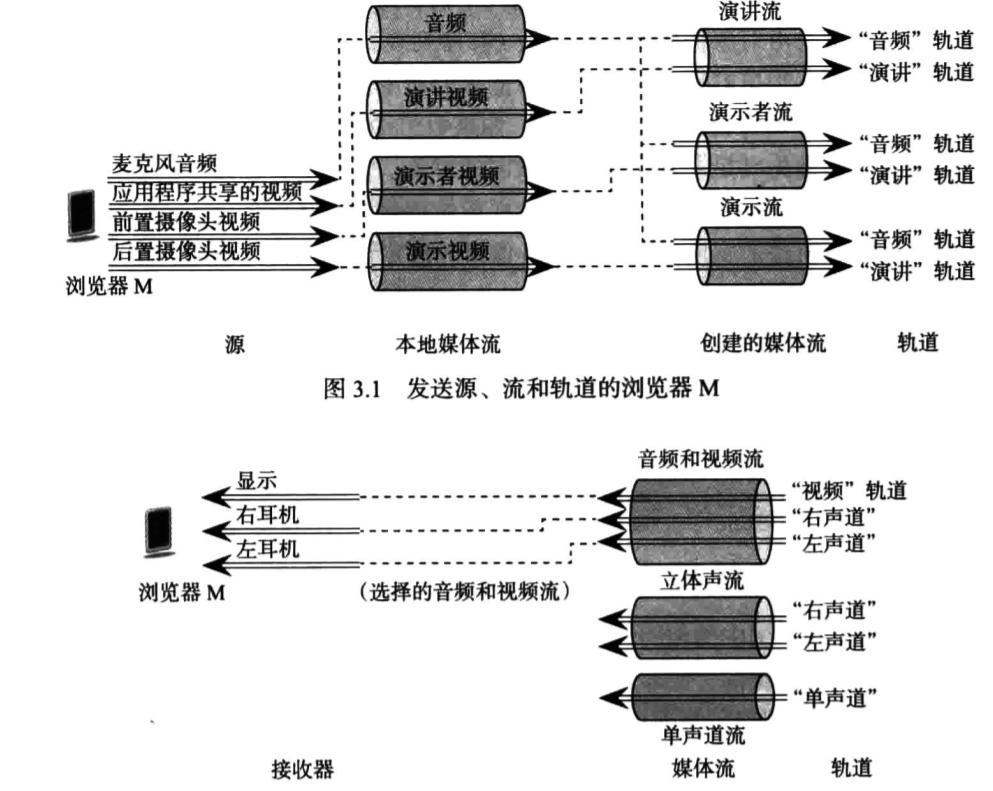 音频
演讲流
“音频”轨道
“演讲”轨道
演讲视频
演示者流
麦克风音频
“音频”轨道
应用程序共享的视频
演示者视频
“演讲”轨道
前置摄像头视频
演示流
后置摄像头视频
演示视频
“音频”轨道
“演讲”轨道
浏览器 M
源 本地媒体流 创建的媒体流 轨道
图 3.1 发送源、流和轨道的浏览器 M
音频和视频流
显示
“视频”轨道
右耳机
“右声道”
左耳机
“左声道”
浏览器 M
(选择的音频和视频流)
立体声流
“右声道”
“左声道”
“单声道”
单声道流
接收器 媒体流 轨道